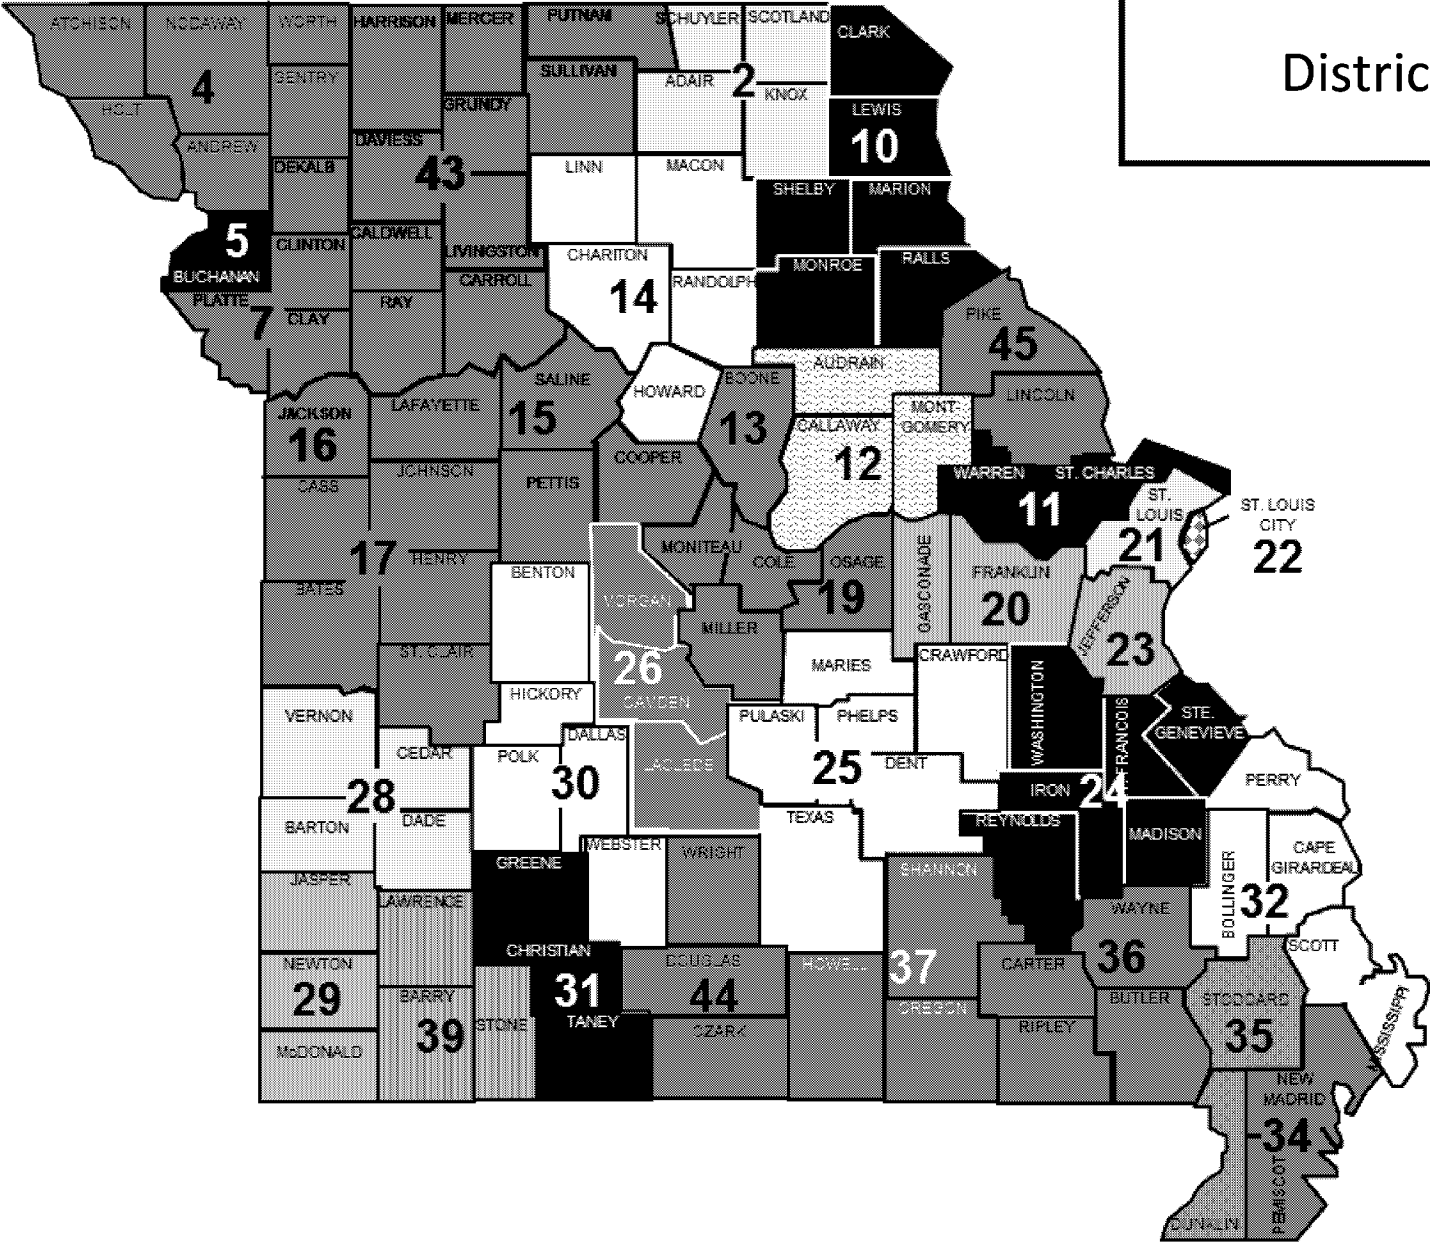 ATCHISON
NODAWAY
WORTH
HARRISON
MERCER
PUTNAM
SCHUYLER
SCOTLAND
CLARK
GENTRY
SULLIVAN
ADAIR
2
KNOX
Distric
4
HOLT
GRUNDY
LEWIS
10
ANDREW
DAVIESS
DEKALB
43
LINN
MACON
SHELBY
MARION
5
BUCHANAN
CLINTON
CALDWELL
LIVINGSTON
CHARITON
MONROE
RALLS
PLATTE
7
CLAY
RAY
CARROLL
14
RANDOLPH
PIKE
45
AUDRAIN
JACKSON
16
LAFAYETTE
SALINE
15
HOWARD
BOONE
13
LINCOLN
MONT-
GOMERY
CALLAWAY
12
COOPER
CASS
JOHNSON
PETTIS
WARREN
ST. CHARLES
11
ST.
LOUIS
21
ST. LOUIS
CITY
22
17
HENRY
MONITEAU
COLE
OSAGE
19
GASCONADE
FRANKLIN
20
JEFFERSON
23
BATES
BENTON
MORGAN
MILLER
ST. CLAIR
26
CAMDEN
MARIES
CRAWFORD
WASHINGTON
HICKORY
VERNON
PULASKI
PHELPS
STE.
GENEVIEVE
FRANCOIS
CEDAR
POLK
DALLAS
30
LACLEDE
25
DENT
IRON
24
PERRY
28
BARTON
DADE
TEXAS
REYNOLDS
MADISON
CAPE
GIRARDEAU
GREENE
WEBSTER
WRIGHT
SHANNON
BOLLINGER
32
JASPER
LAWRENCE
WAYNE
36
SCOTT
CHRISTIAN
31
NEWTON
29
BARRY
39
STONE
TANEY
DOUGLAS
44
HOWELL
37
CARTER
BUTLER
STODDARD
35
MISSISSIPPI
OREGON
RIPLEY
OZARK
McDONALD
NEW
MADRID
34
PEMISCOT
DUNKLIN